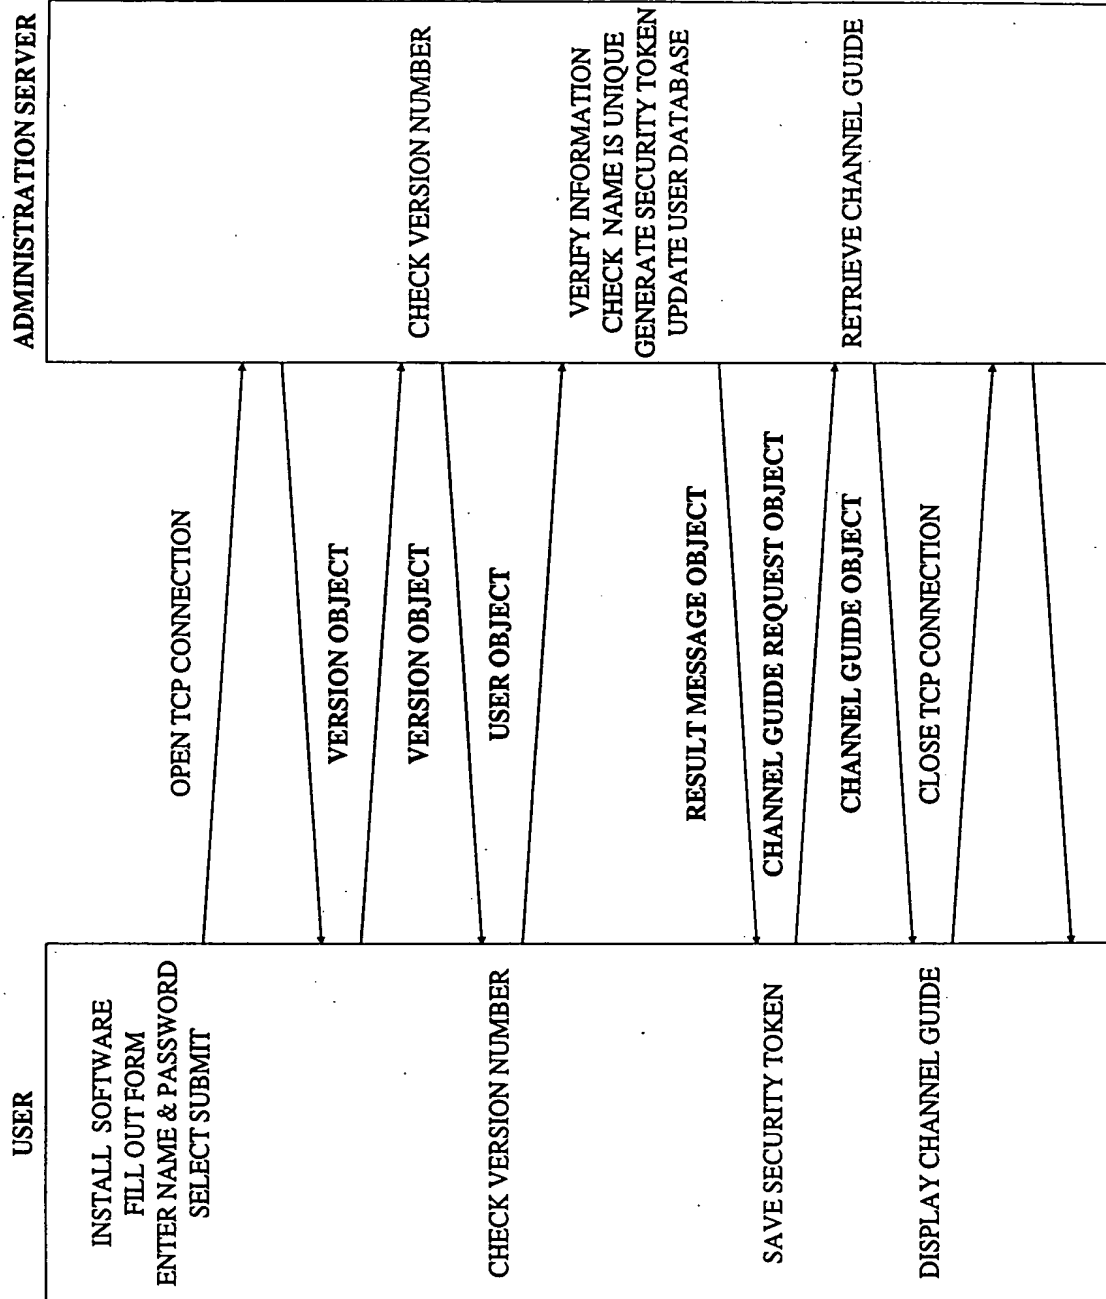 USER
ADMINISTRATION SERVER
INSTALL SOFTWARE
FILL OUT FORM
ENTER NAME & PASSWORD
SELECT SUBMIT
OPEN TCP CONNECTION
VERSION OBJECT
VERSION OBJECT
CHECK VERSION NUMBER
CHECK VERSION NUMBER
USER OBJECT
VERIFY INFORMATION
CHECK NAME IS UNIQUE
GENERATE SECURITY TOKEN
UPDATE USER DATABASE
RESULT MESSAGE OBJECT
SAVE SECURITY TOKEN
CHANNEL GUIDE REQUEST OBJECT
RETRIEVE CHANNEL GUIDE
CHANNEL GUIDE OBJECT
DISPLAY CHANNEL GUIDE
CLOSE TCP CONNECTION